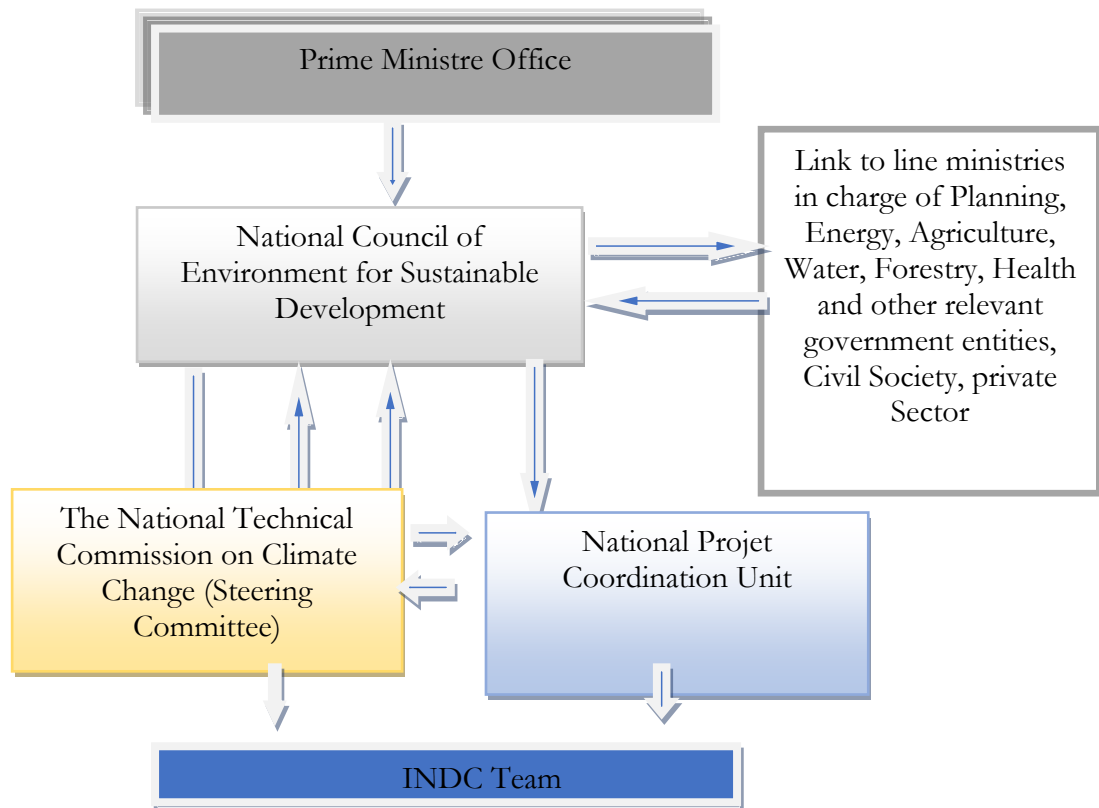 Prime Ministre Office
Link to line ministries
in charge of Planning,
Energy, Agriculture,
Water, Forestry, Health
and other relevant
government entities,
Civil Society, private
Sector
National Council of
Environment for Sustainable
Development
The National Technical
Commission on Climate
Change (Steering
Committee)
National Projet
Coordination Unit
INDC Team